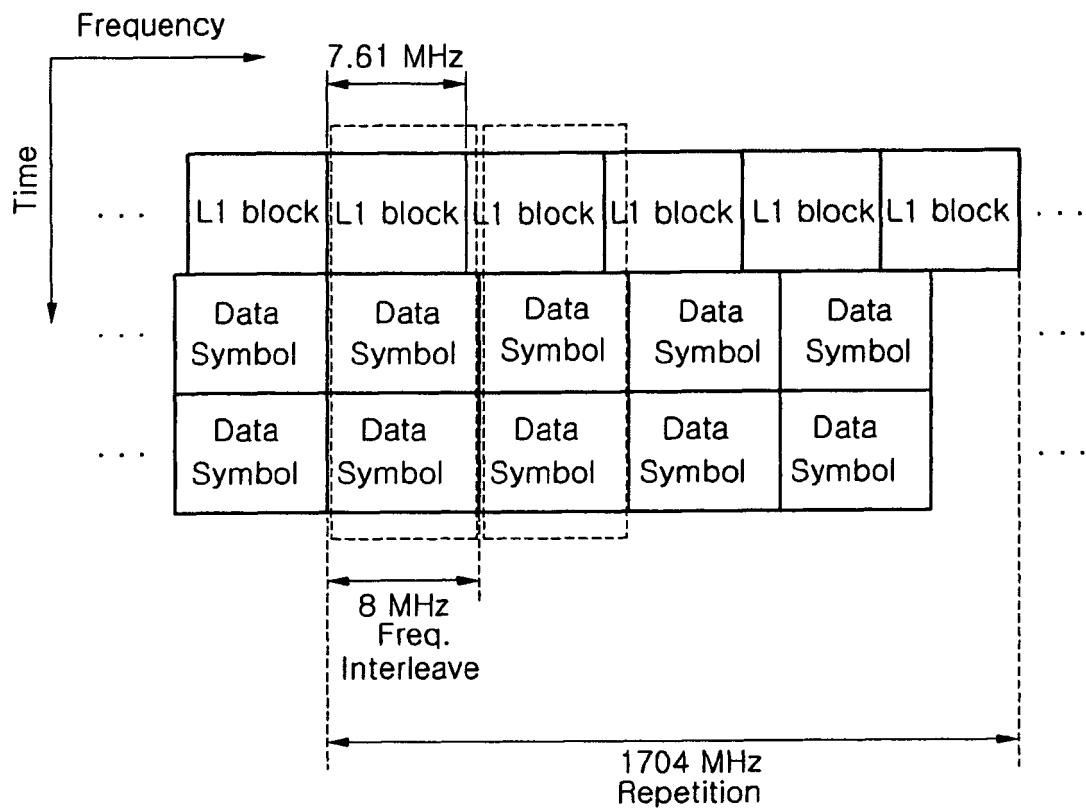 Frequency
7.61 MHz
Time
... L1 block L1 block L1 block L1 block L1 block L1 block ...
... Data Symbol Data Symbol Data Symbol Data Symbol Data Symbol ...
... Data Symbol Data Symbol Data Symbol Data Symbol Data Symbol ...
8 MHz
Freq.
Interleave
1704 MHz
Repetition